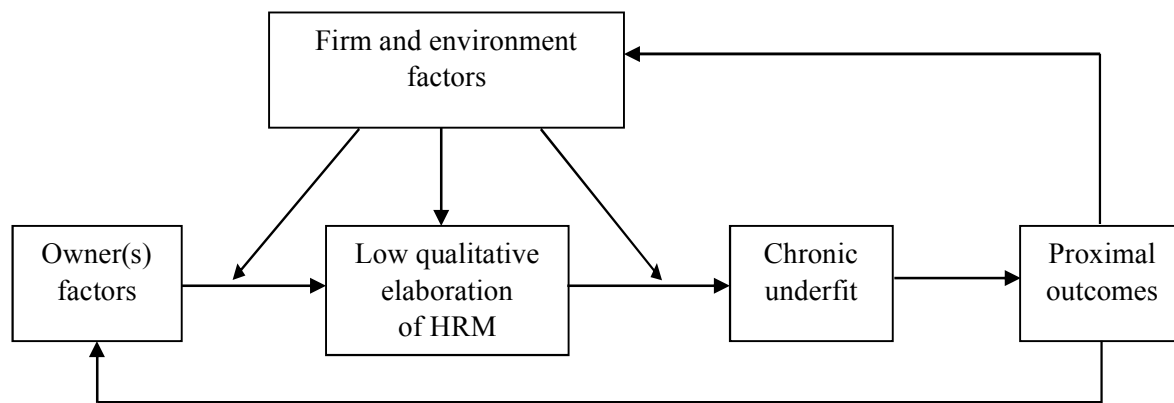 Firm and environment
factors
Owner(s)
factors
Low qualitative
elaboration
of HRM
Chronic
underfit
Proximal
outcomes